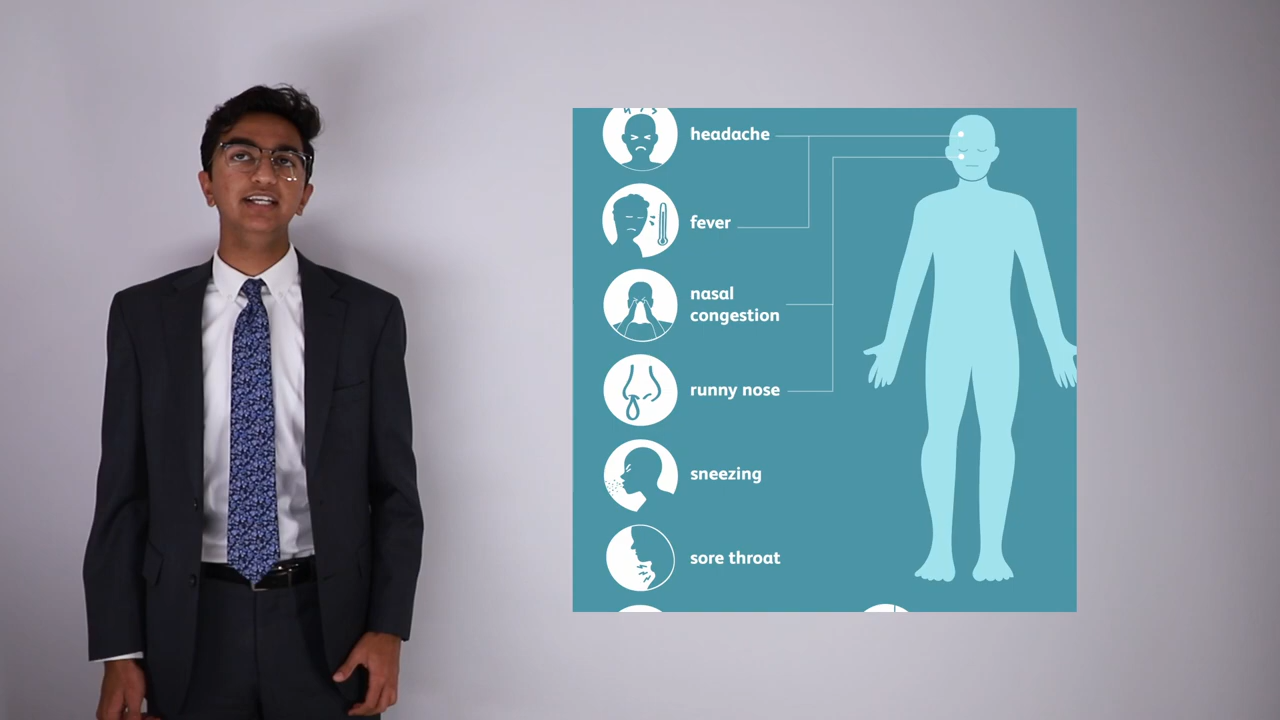 headache
fever
nasal
congestion
runny nose
sneezing
sore throat